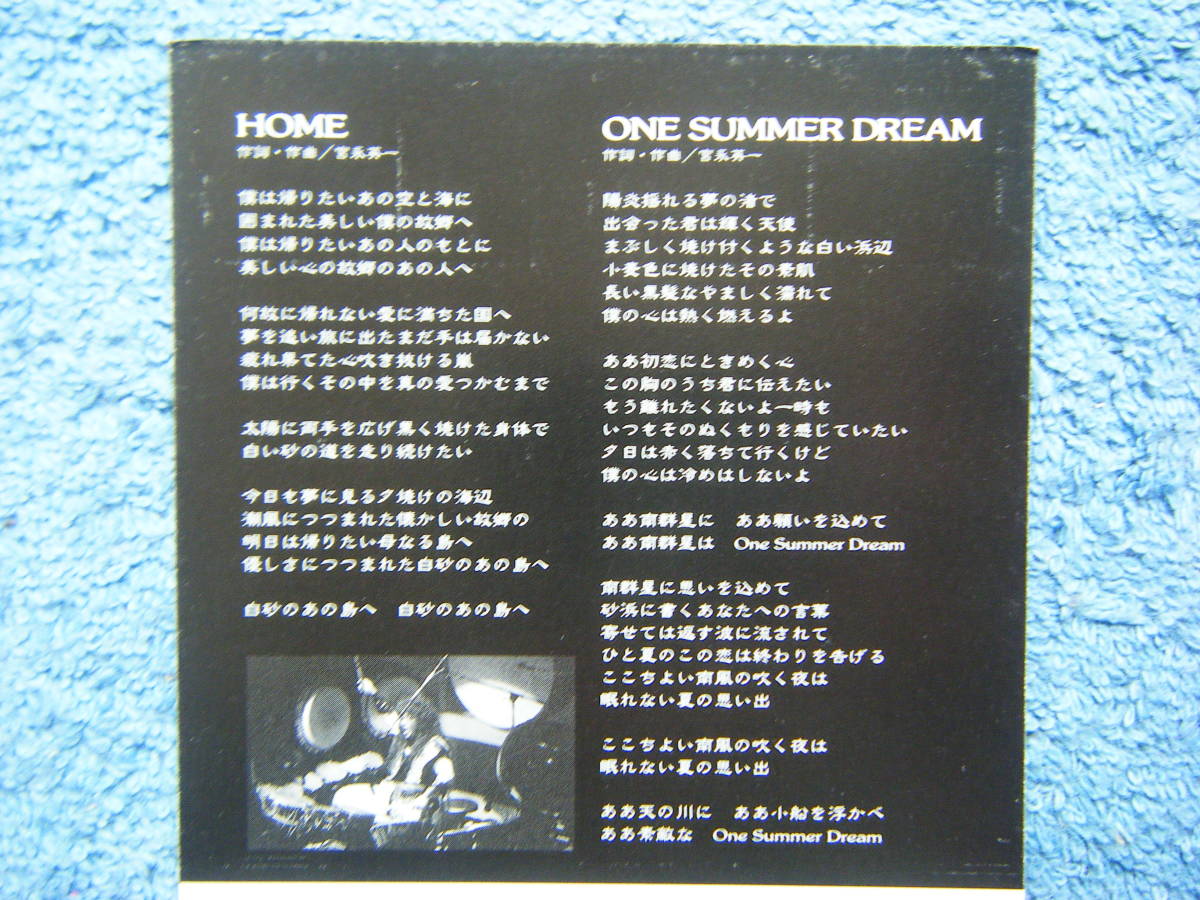 HOME
作詞・作曲／宮永英一
僕は帰りたいあの空と海に
囲まれた美しい僕の故郷へ
僕は帰りたいあの人のもとに
美しい心の故郷のあの人へ
何故に帰れない愛に満ちた国へ
夢を追い旅に出たまだ手は届かない
疲れ果てた心吹き抜ける嵐
僕は行くその中を真の愛つかむまで
太陽に両手を広げ黒く焼けた身体で
白い砂の道を走り続けたい
今日も夢に見る夕焼けの海辺
潮風につつまれた懐かしい故郷の
明日は帰りたい母なる島へ
優しさにつつまれた白砂のあの島へ
白砂のあの島へ　白砂のあの島へ
ONE SUMMER DREAM
作詞・作曲／宮永英一
陽炎揺れる夢の渚で
出会った君は輝く天使
まぶしく焼け付くような白い浜辺
小麦色に焼けたその素肌
長い黒髪なやましく濡れて
僕の心は熱く燃えるよ
ああ初恋にときめく心
この胸のうち君に伝えたい
もう離れたくないよ一時も
いつもそのぬくもりを感じていたい
夕日は赤く落ちて行くけど
僕の心は冷めはしないよ
ああ南群星に　ああ願いを込めて
ああ南群星は　One Summer Dream
南群星に思いを込めて
砂浜に書くあなたへの言葉
寄せては返す波に流されて
ひと夏のこの恋は終わりを告げる
ここちよい南風の吹く夜は
眠れない夏の思い出
ここちよい南風の吹く夜は
眠れない夏の思い出
ああ天の川に　ああ小船を浮かべ
ああ素敵な　One Summer Dream